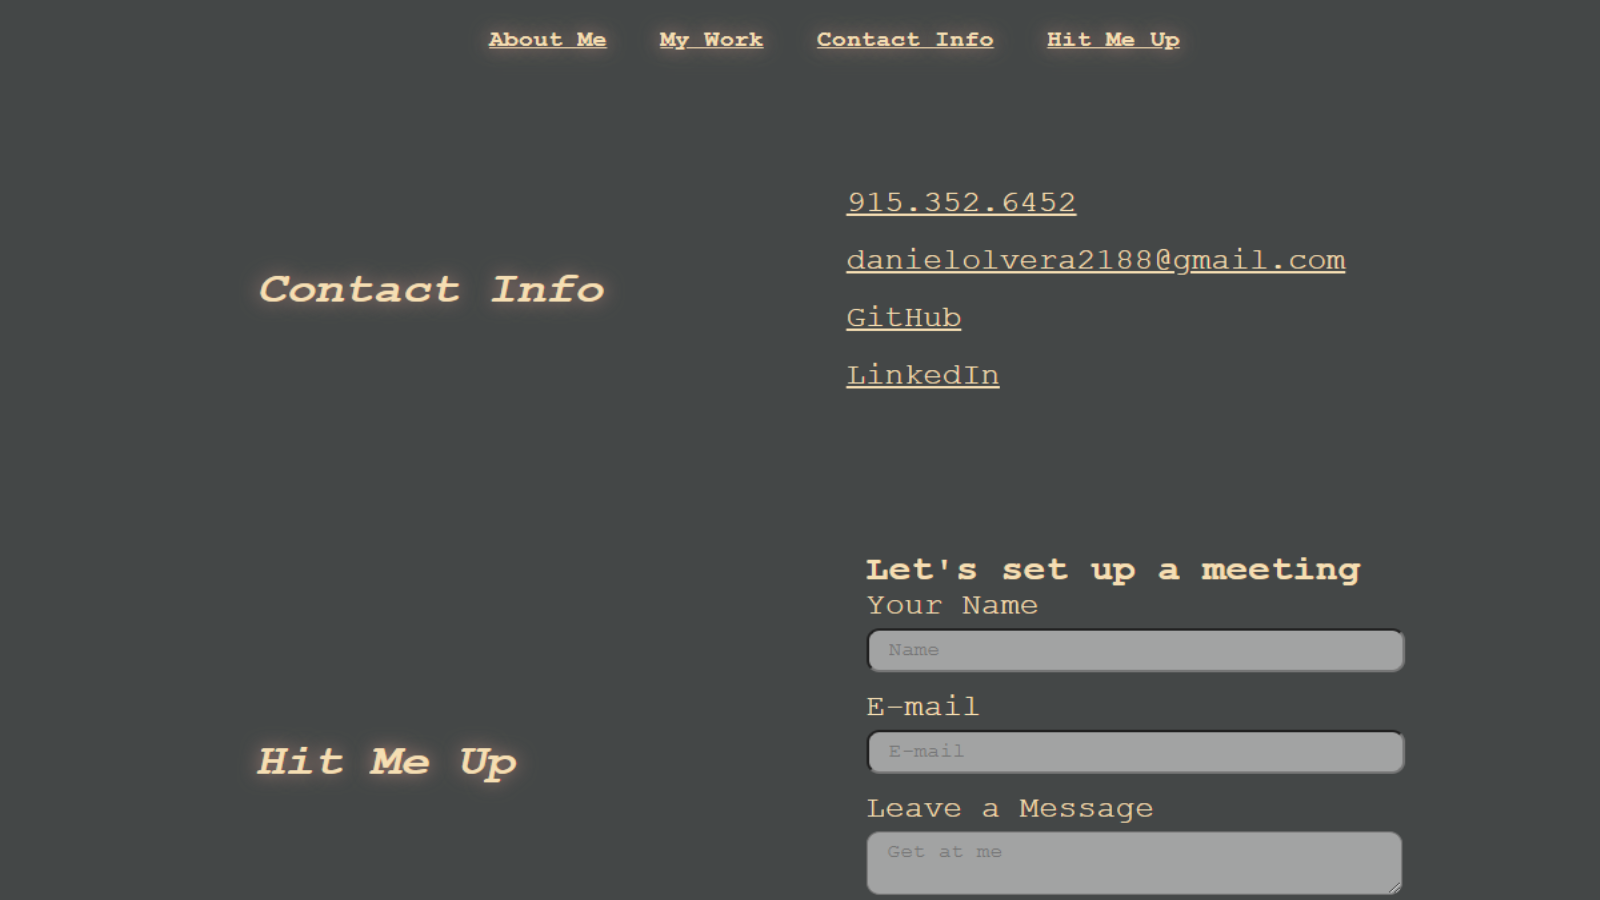 About Me My Work Contact Info Hit Me Up
Contact Info
915.352.6452
danielolvera2188@gmail.com
GitHub
LinkedIn
Hit Me Up
Let's set up a meeting
Your Name
Name
E-mail
E-mail
Leave a Message
Get at me